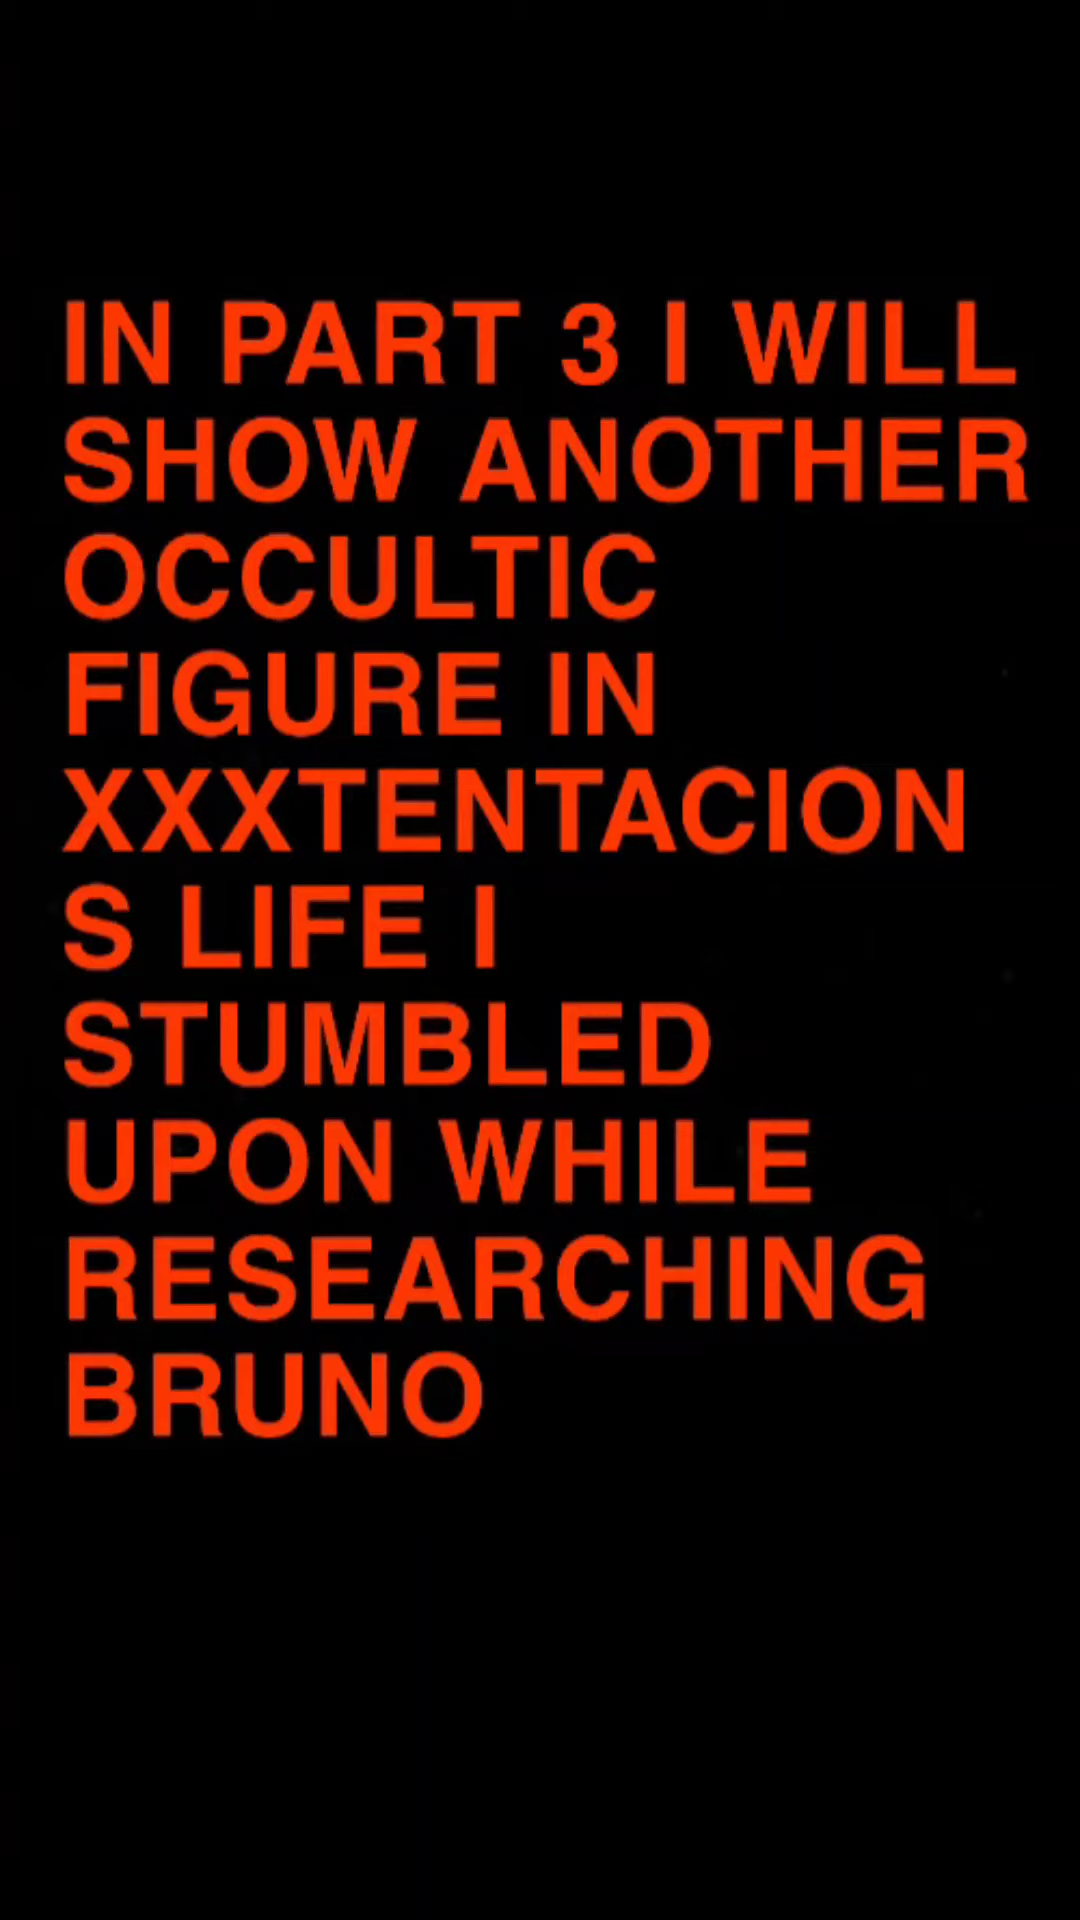 IN PART 3 I WILL
SHOW ANOTHER
OCCULTIC
FIGURE IN
XXXTENTACION
S LIFE I
STUMBLED
UPON WHILE
RESEARCHING
BRUNO